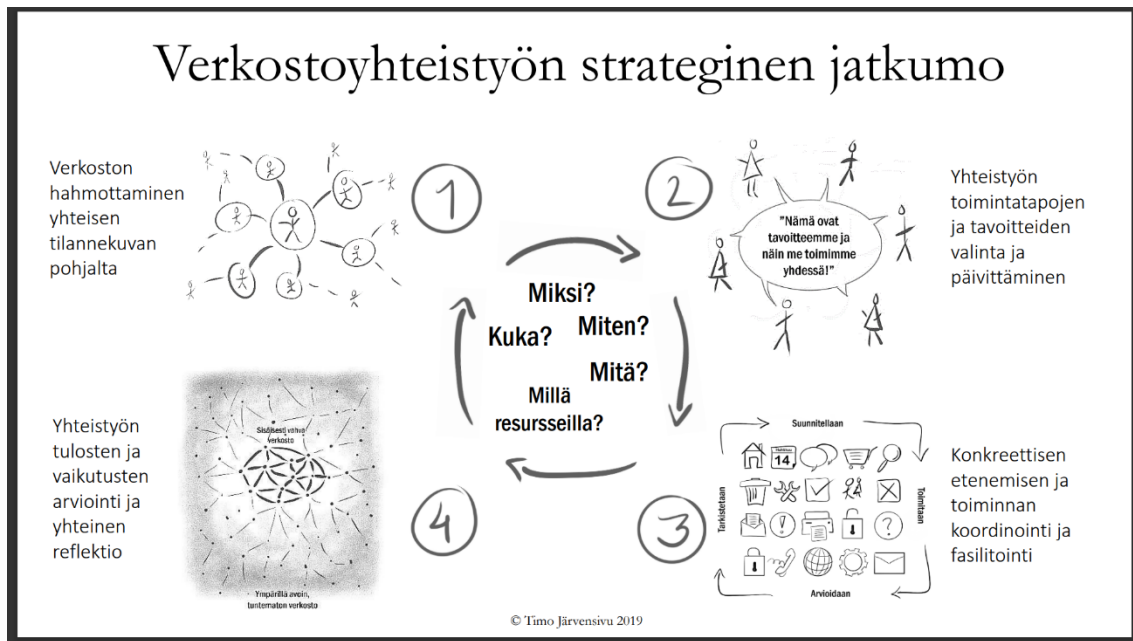 Verkostoyhteistyön strateginen jatkumo
Verkoston
hahmottaminen
yhteisen
tilannekuvan
pohjalta
1
2
"Nämä ovat
tavoitteemme ja
näin me toimimme
yhdessä!"
Yhteistyön
toimintatapojen
ja tavoitteiden
valinta ja
päivittäminen
Miksi?
Kuka?
Miten?
Mitä?
Millä
resursseilla?
Yhteistyön
tulosten ja
vaikutusten
arviointi ja
yhteinen
reflektio
Sisäisesti vahva
verkosto
Ympärillä avoin,
tuntematon verkosto
4
3
Suunnitellaan
Toimitaan
Arvioidaan
Tarkistetaan
14
Konkreettisen
etenemisen ja
toiminnan
koordinointi ja
fasilitointi
© Timo Järvensivu 2019